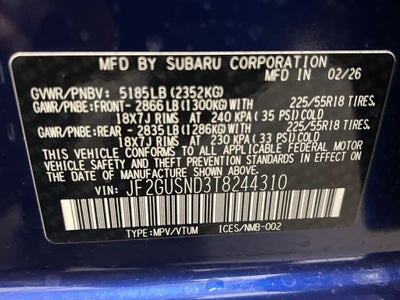 MFD BY SUBARU CORPORATION
IN 02/26
GVWR/PNBV: 5185LB (2352KG)
GAWR/PNBE:FRONT- 2866 LB (1300KG) WITH 225/55R18 TIRES,
18X7J RIMS AT 240 KPA (35 PSI) COLD
GAWR/PNBE:REAR - 2835 LB (1286KG) WITH 225/55R18 TIRES,
18X7J RIMS AT 230 KPA (33 PSI) COLD
THIS VEHICLE CONFORMS TO ALL APPLICABLE FEDERAL MOTOR
VEHICLE SAFETY AND THEFT PREVENTION STANDARDS IN EFFECT ON
THE DATE OF MANUFACTURE SHOWN ABOVE.
VIN: JF2GUSND3T8244310
TYPE:MPV/VTUM ICES/NMB-002